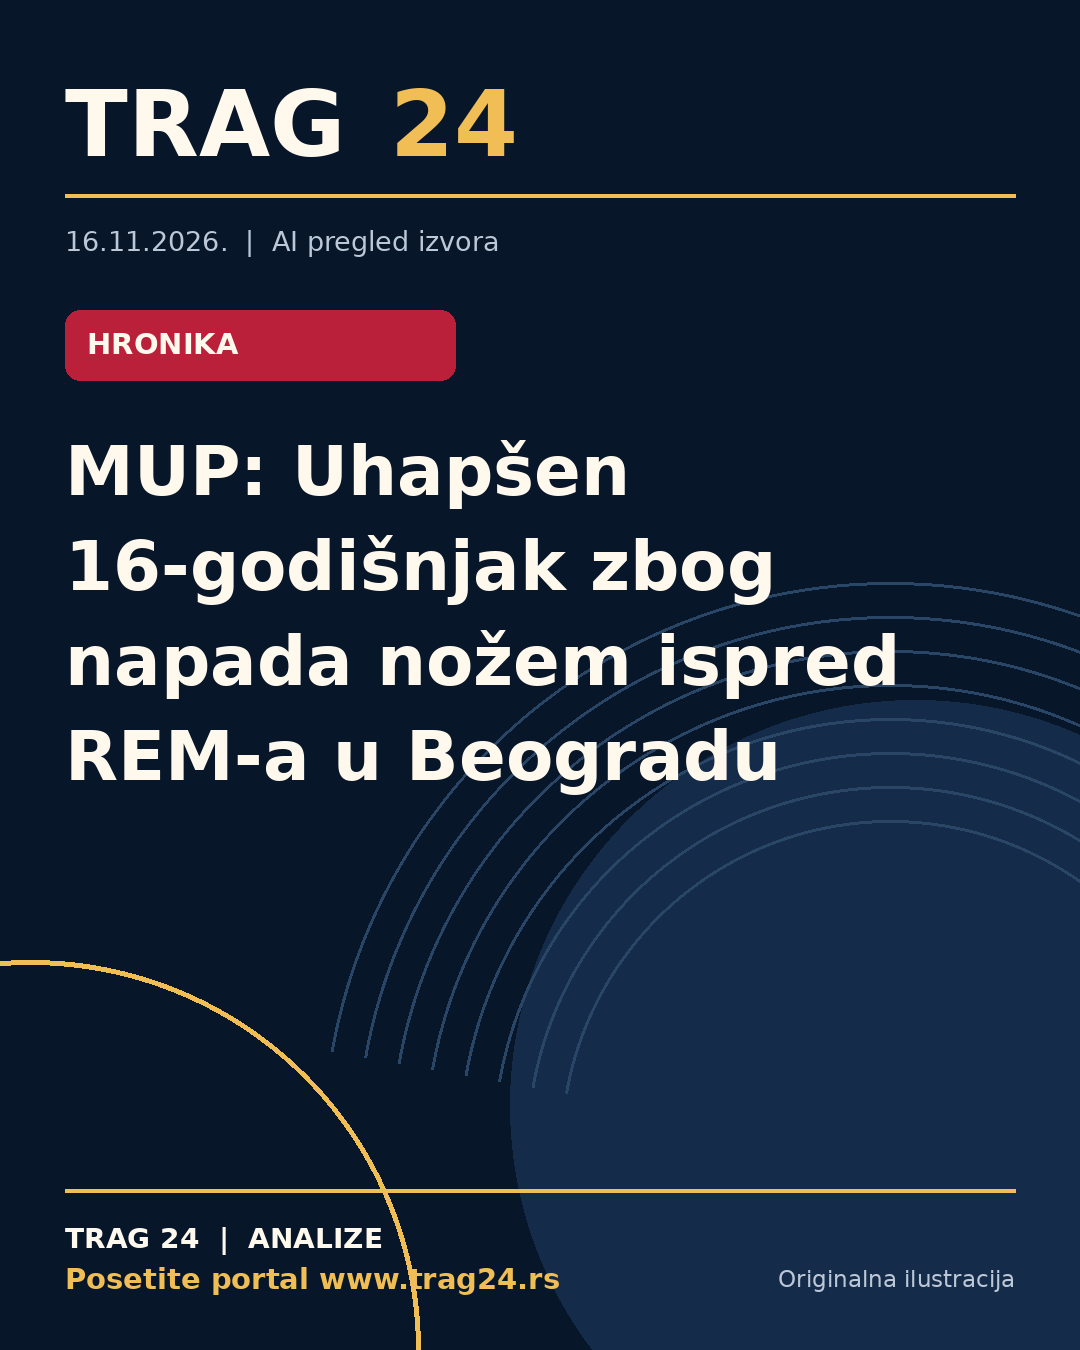 TRAG 24
16.11.2026. | AI pregled izvora
HRONIKA
MUP: Uhapšen
16-godišnjak zbog
napada nožem ispred
REM-a u Beogradu
TRAG 24 | ANALIZE
Posetite portal www.trag24.rs
Originalna ilustracija